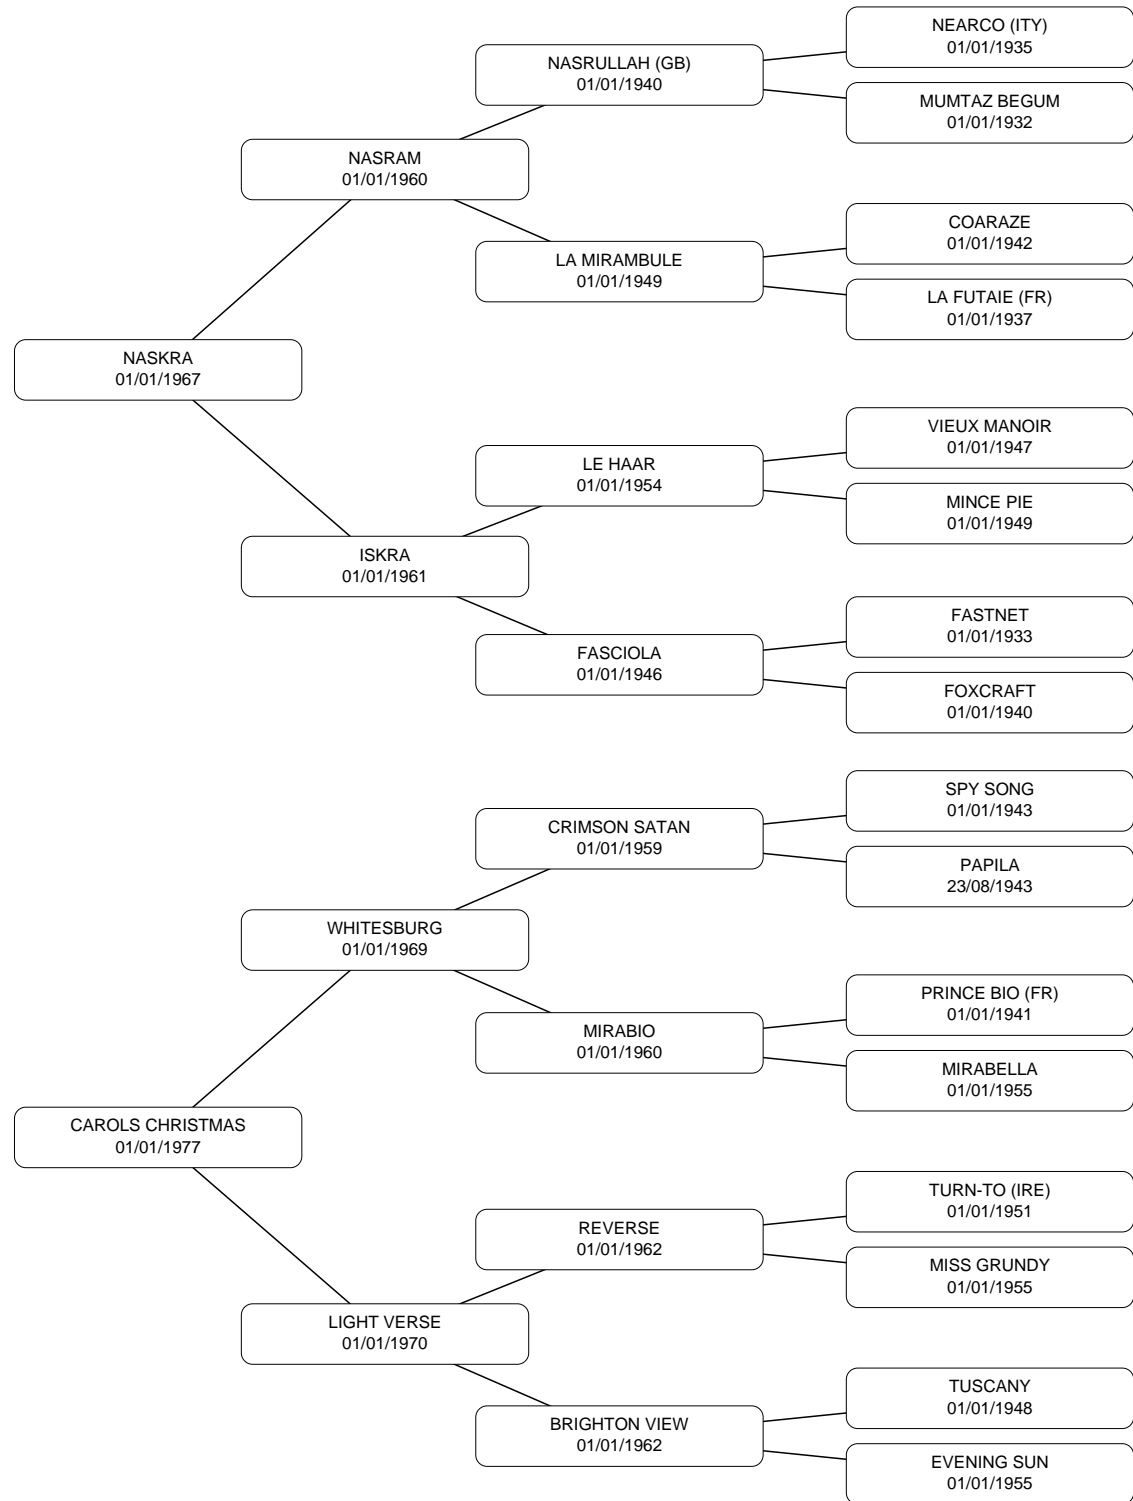 NEARCO (ITY)
01/01/1935
NASRULLAH (GB)
01/01/1940
MUMTAZ BEGUM
01/01/1932
NASRAM
01/01/1960
COARAZE
01/01/1942
LA MIRAMBULE
01/01/1949
LA FUTAIE (FR)
01/01/1937
NASKRA
01/01/1967
VIEUX MANOIR
01/01/1947
LE HAAR
01/01/1954
MINCE PIE
01/01/1949
ISKRA
01/01/1961
FASTNET
01/01/1933
FASCIOLA
01/01/1946
FOXCRAFT
01/01/1940
SPY SONG
01/01/1943
CRIMSON SATAN
01/01/1959
PAPILA
23/08/1943
WHITESBURG
01/01/1969
PRINCE BIO (FR)
01/01/1941
MIRABIO
01/01/1960
MIRABELLA
01/01/1955
CAROLS CHRISTMAS
01/01/1977
TURN-TO (IRE)
01/01/1951
REVERSE
01/01/1962
MISS GRUNDY
01/01/1955
LIGHT VERSE
01/01/1970
TUSCANY
01/01/1948
BRIGHTON VIEW
01/01/1962
EVENING SUN
01/01/1955